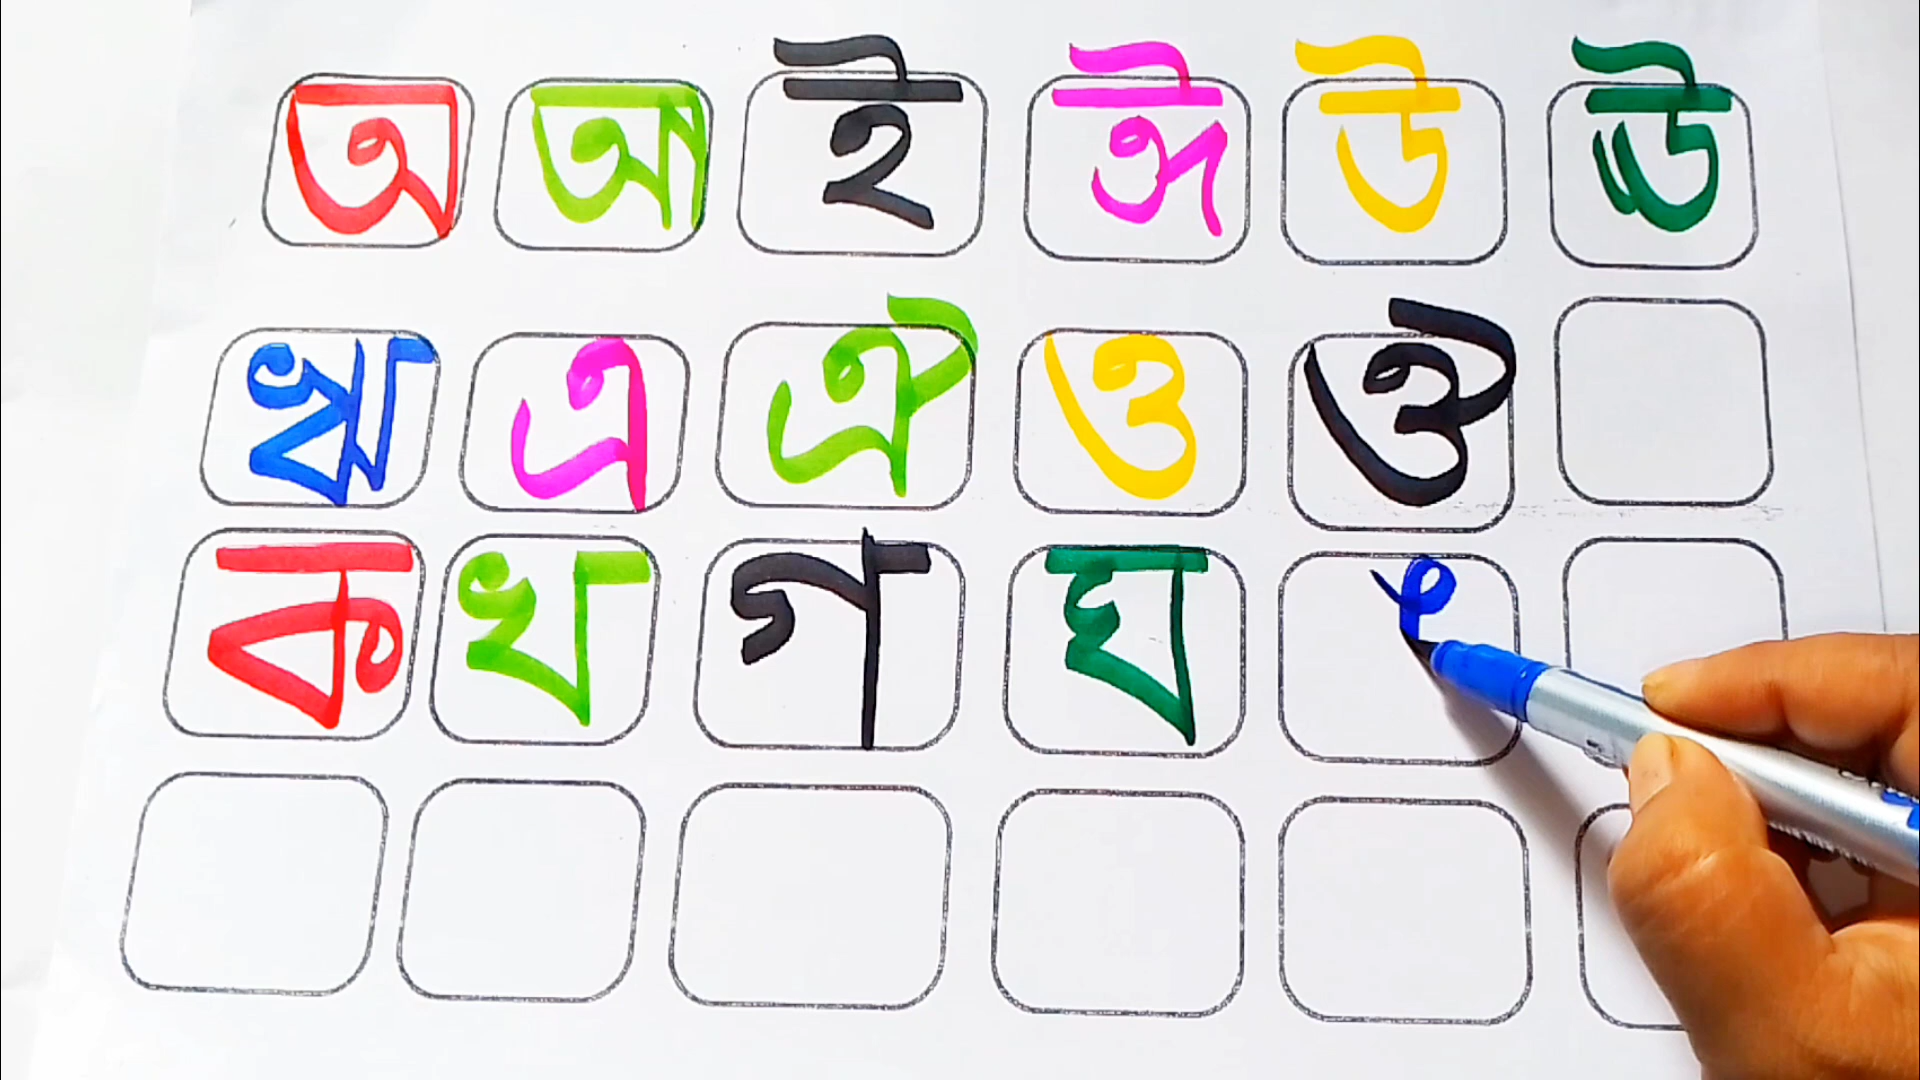 অ আ ই ঈ উ ঊ
ঋ এ ঐ ও ঔ
ক খ গ ঘ